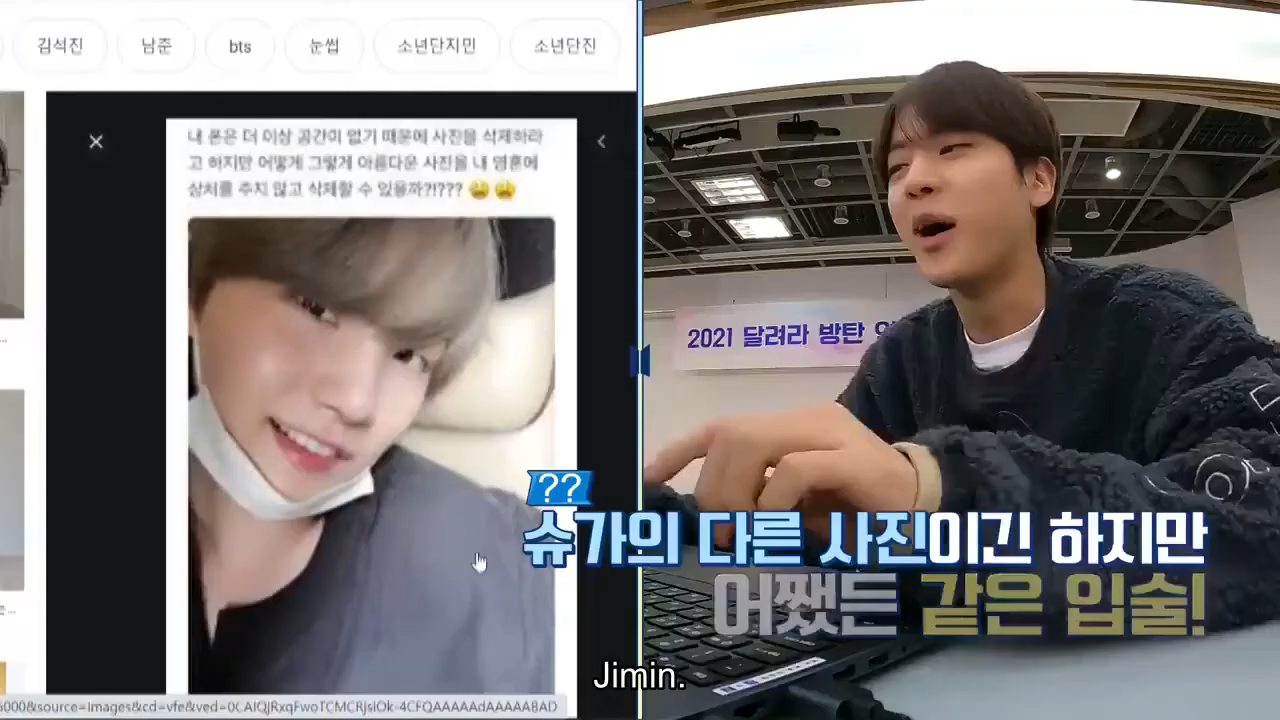 김석진
남준
bts
눈썹
소년단지민
소년단진
내 폰은 더 이상 공간이 없기 때문에 사진을 삭제하라
고 하지만 어떻게 그렇게 아름다운 사진을 내 영혼에
상처를 주지 않고 삭제할 수 있을까?!???
2021 달려라 방탄
??
슈가의 다른 사진이긴 하지만
어쨌든 같은 입술!
Jimin.